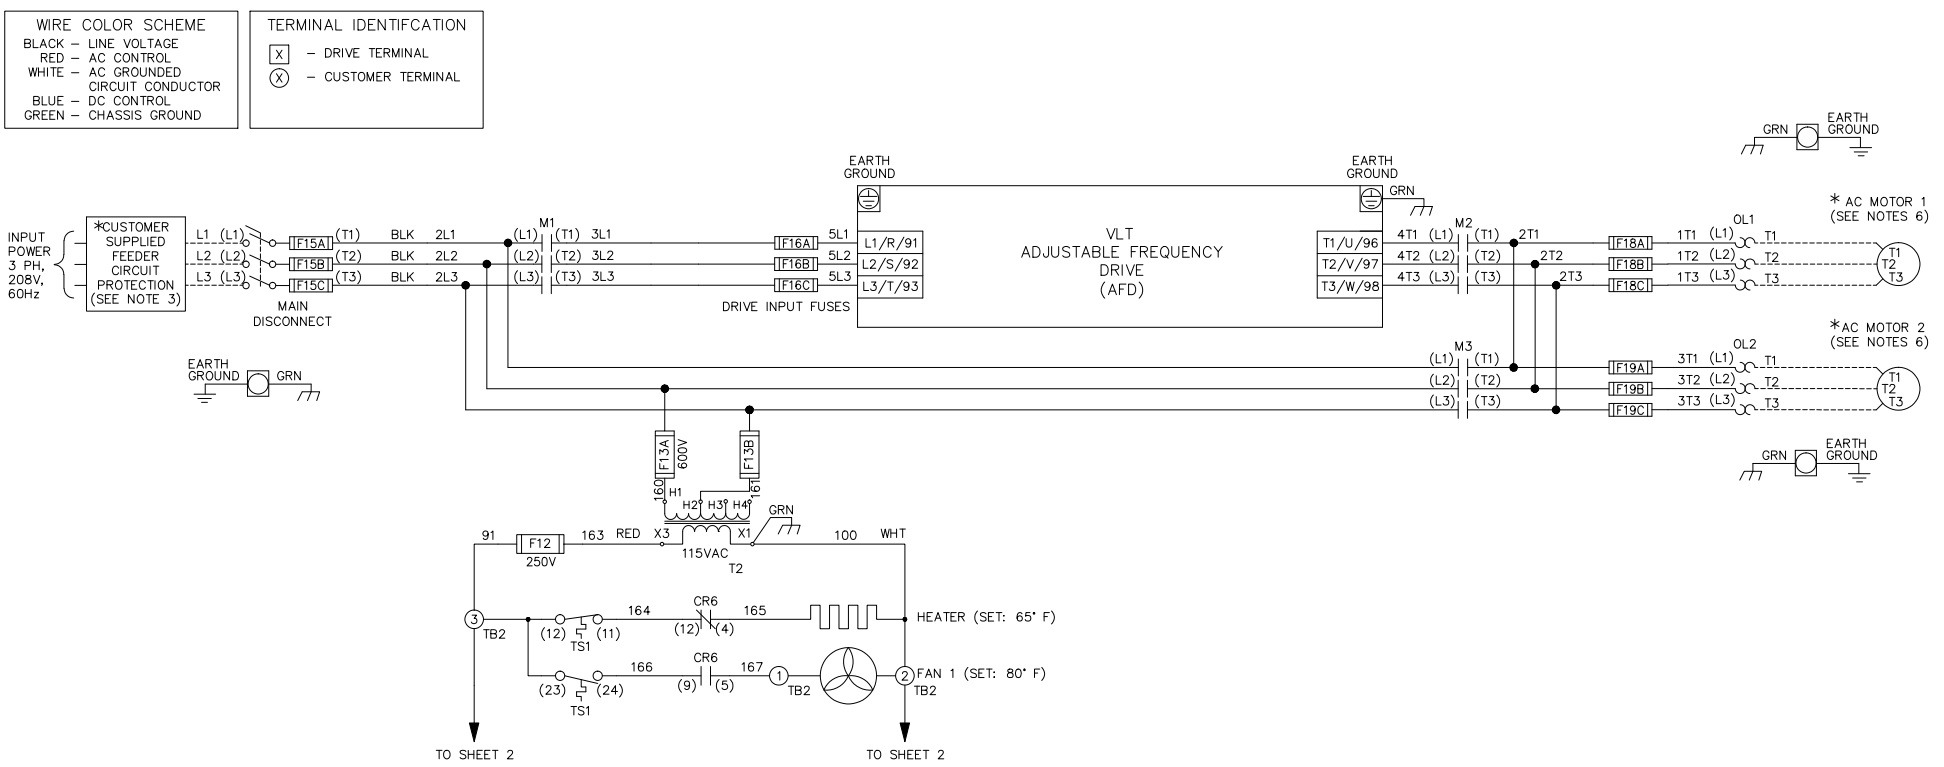 WIRE COLOR SCHEME
BLACK – LINE VOLTAGE
RED – AC CONTROL
WHITE – AC GROUNDED
CIRCUIT CONDUCTOR
BLUE – DC CONTROL
GREEN – CHASSIS GROUND
TERMINAL IDENTIFCATION
X – DRIVE TERMINAL
X – CUSTOMER TERMINAL
INPUT
POWER
3 PH,
208V,
60Hz
*CUSTOMER
SUPPLIED
FEEDER
CIRCUIT
PROTECTION
(SEE NOTE 3)
L1 (L1) F15A (T1) BLK 2L1
L2 (L2) F15B (T2) BLK 2L2
L3 (L3) F15C (T3) BLK 2L3
MAIN
DISCONNECT
M1
(L1) (T1) 3L1 F16A 5L1 L1/R/91
(L2) (T2) 3L2 F16B 5L2 L2/S/92
(L3) (T3) 3L3 F16C 5L3 L3/T/93
DRIVE INPUT FUSES
EARTH
GROUND
VLT
ADJUSTABLE FREQUENCY
DRIVE
(AFD)
EARTH
GROUND
GRN
M2
T1/U/96 4T1 (L1) (T1) 2T1 F18A 1T1 (L1) T1
T2/V/97 4T2 (L2) (T2) 2T2 F18B 1T2 (L2) T2
T3/W/98 4T3 (L3) (T3) 2T3 F18C 1T3 (L3) T3
OL1
GRN
EARTH
GROUND
* AC MOTOR 1
(SEE NOTES 6)
T1
T2
T3
M3
(L1) (T1) F19A 3T1 (L1) T1
(L2) (T2) F19B 3T2 (L2) T2
(L3) (T3) F19C 3T3 (L3) T3
OL2
*AC MOTOR 2
(SEE NOTES 6)
T1
T2
T3
GRN
EARTH
GROUND
EARTH
GROUND
GRN
F13A
600V
F13B
160
161
H1
H2 H3 H4
GRN
91 F12 163 RED X3 X1 100 WHT
250V
115VAC
T2
3
TB2
164
CR6
165
(12) (11)
TS1
(12) (4)
HEATER (SET: 65° F)
166
CR6
167
1
TB2
2
TB2
FAN 1 (SET: 80° F)
(23) (24)
TS1
(9) (5)
TO SHEET 2
TO SHEET 2